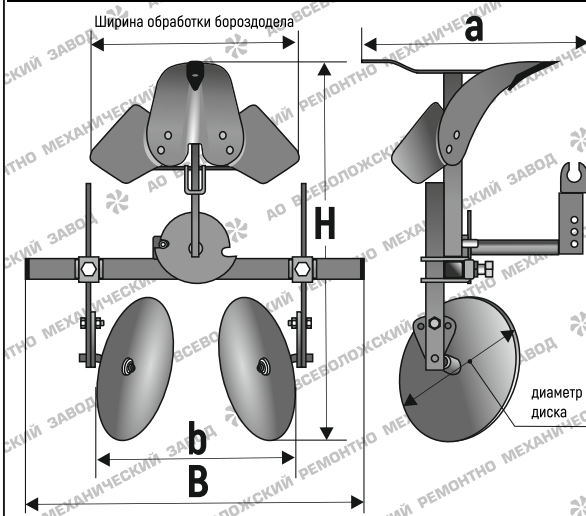 Ширина обработки бороздодела
a
H
диаметр
диска
b
B
АО ВСЕВОЛОЖСКИЙ РЕМОНТНО МЕХАНИЧЕСКИЙ ЗАВОД